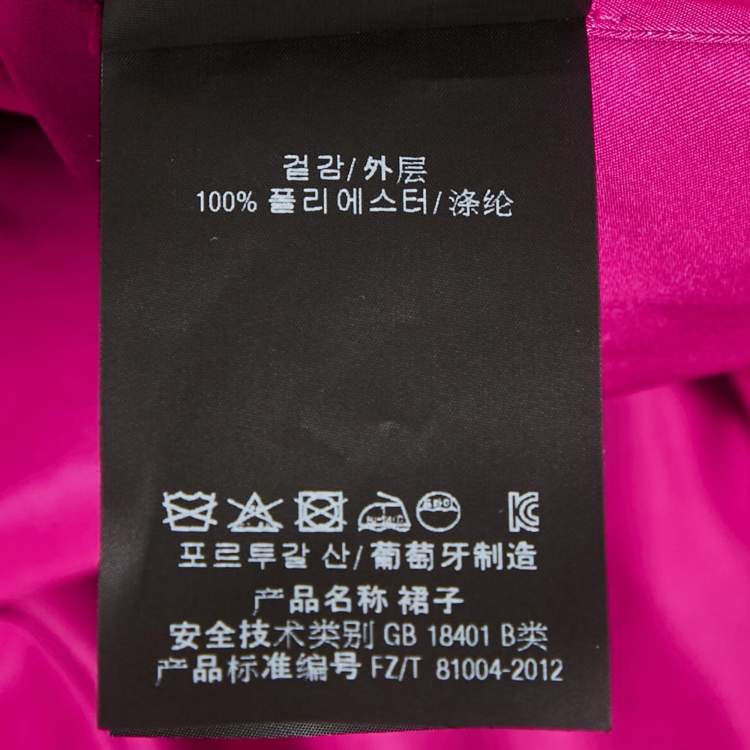 겉감/外层
100% 폴리에스터/涤纶
포르투갈 산/葡萄牙制造
产品名称 裙子
安全技术类别 GB 18401 B类
产品标准编号 FZ/T 81004-2012